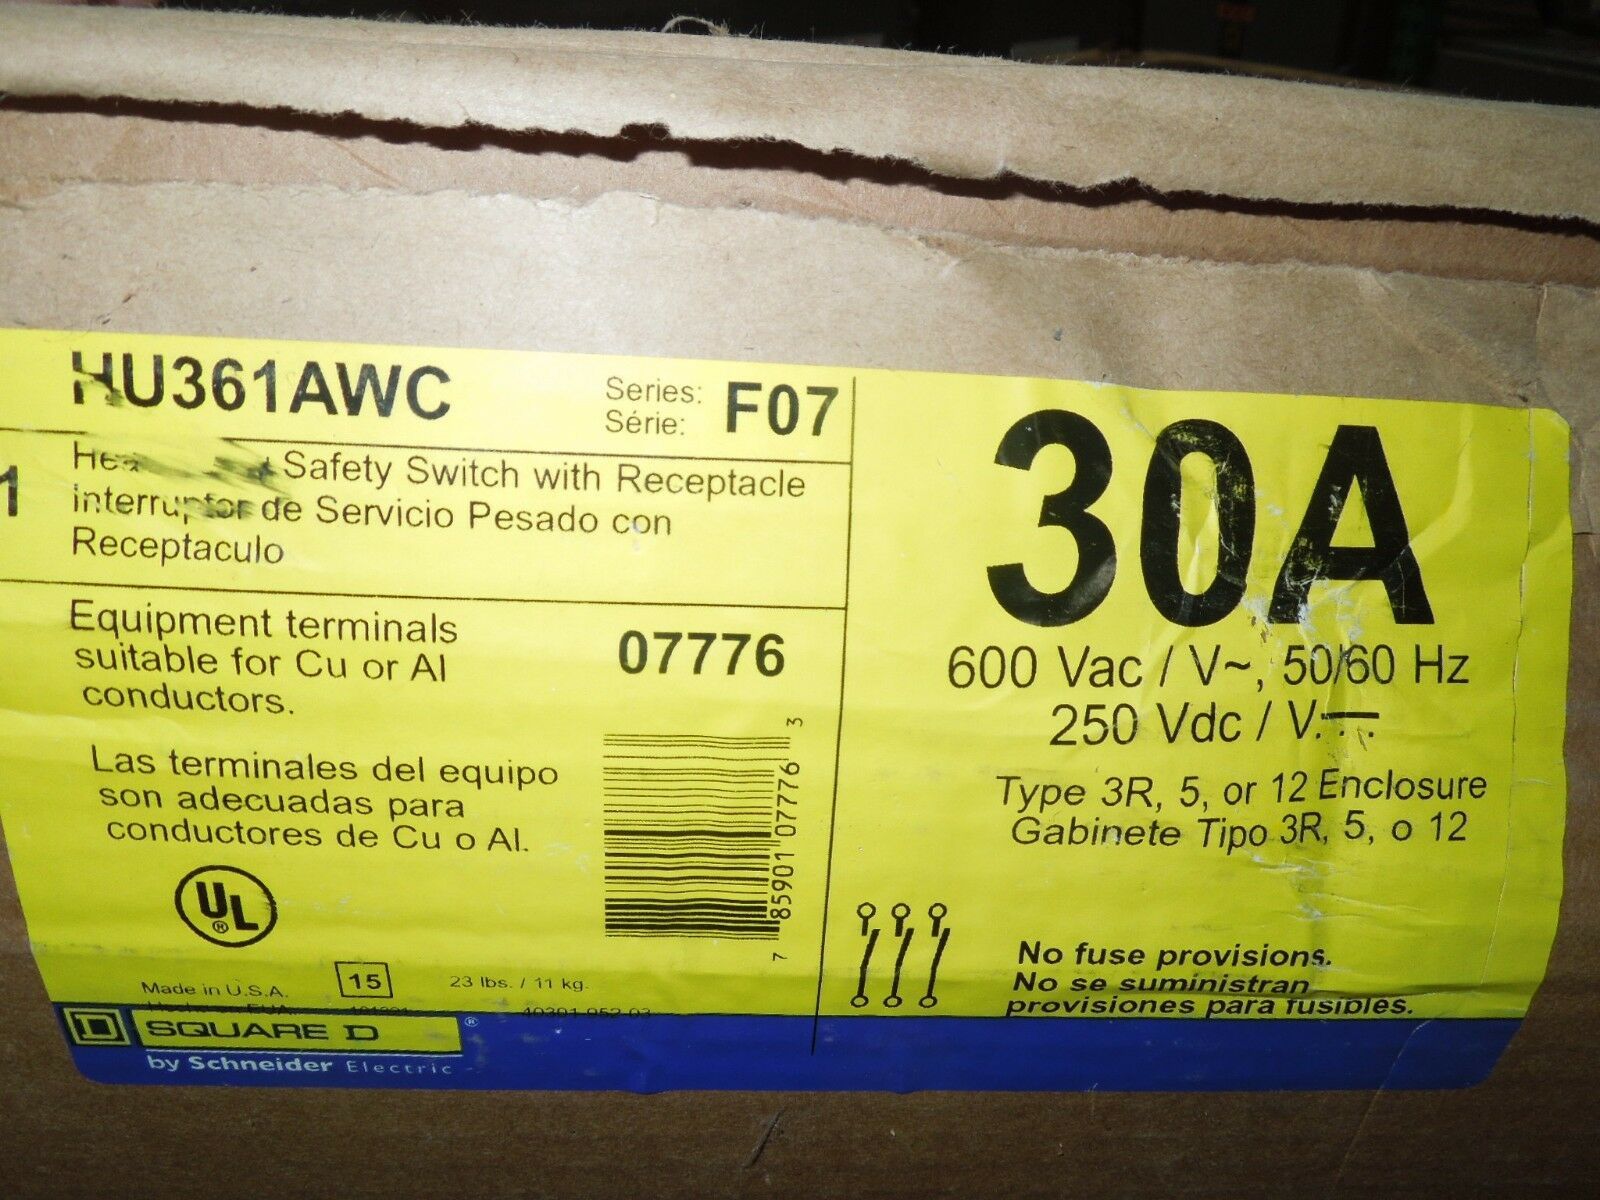 HU361AWC
Series: F07
Série:
1
Safety Switch with Receptacle
Interruptor de Servicio Pesado con
Receptaculo
Equipment terminals
suitable for Cu or Al
conductors.
07776
Las terminales del equipo
son adecuadas para
conductores de Cu o Al.
7 85901 07776 3
UL
®
Made in U.S.A.
15
23 lbs. / 11 kg.
40301-952-03
SQUARE D ®
by Schneider Electric
30A
600 Vac / V~, 50/60 Hz
250 Vdc / V
Type 3R, 5, or 12 Enclosure
Gabinete Tipo 3R, 5, o 12
No fuse provisions.
No se suministran
provisiones para fusibles.